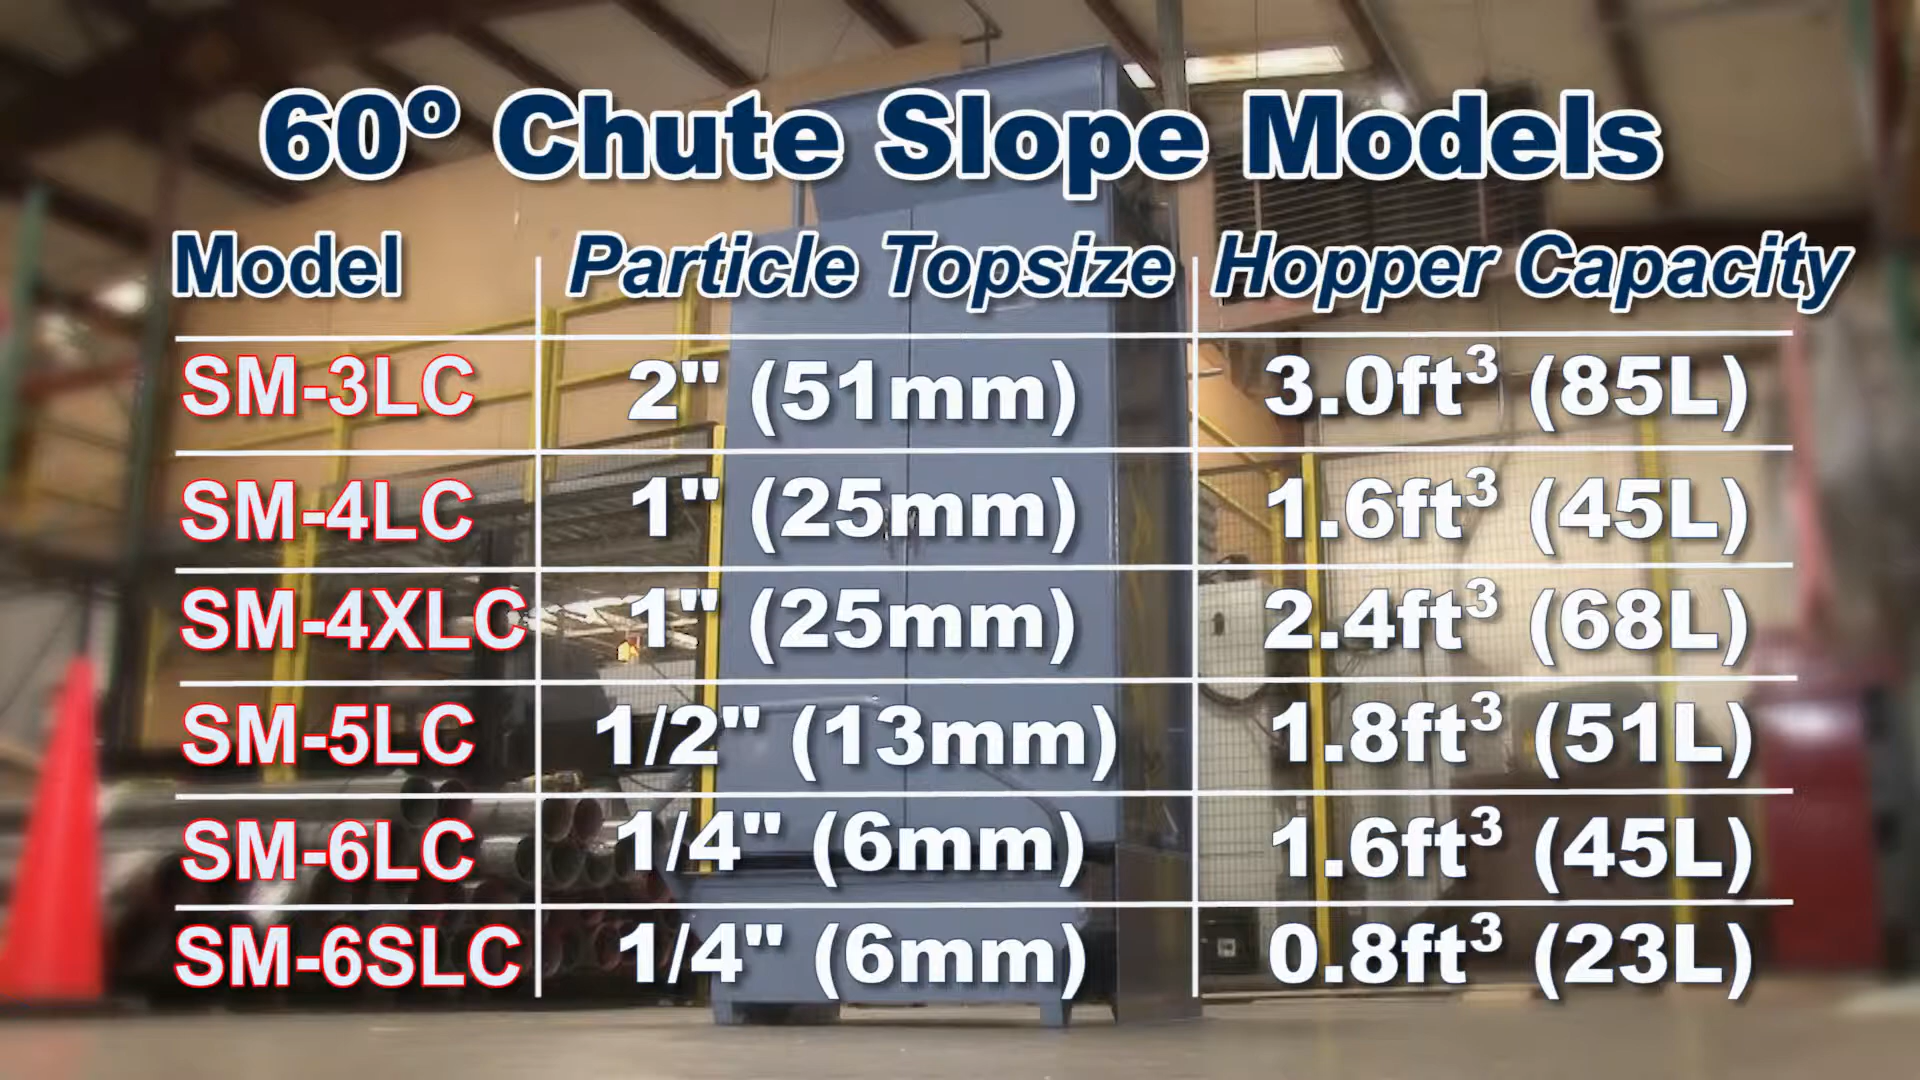 60º Chute Slope Models
Model Particle Topsize Hopper Capacity
SM-3LC 2" (51mm) 3.0ft³ (85L)
SM-4LC 1" (25mm) 1.6ft³ (45L)
SM-4XLC 1" (25mm) 2.4ft³ (68L)
SM-5LC 1/2" (13mm) 1.8ft³ (51L)
SM-6LC 1/4" (6mm) 1.6ft³ (45L)
SM-6SLC 1/4" (6mm) 0.8ft³ (23L)